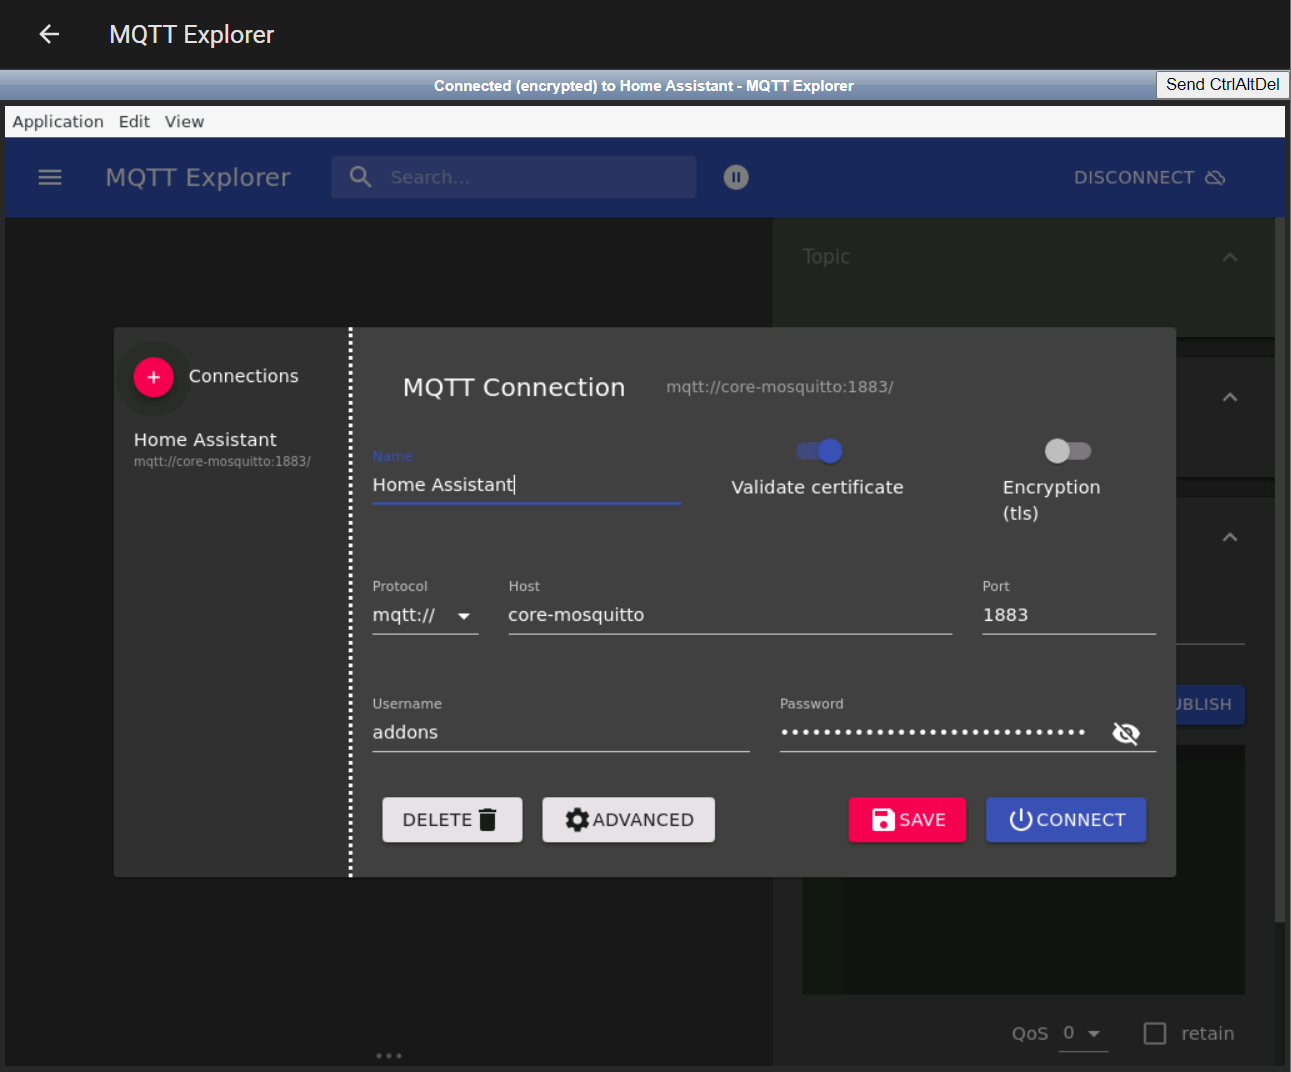 MQTT Explorer
Connected (encrypted) to Home Assistant - MQTT Explorer
Send CtrlAltDel
Application Edit View
MQTT Explorer
Search...
DISCONNECT
Topic
Connections
Home Assistant
mqtt://core-mosquitto:1883/
MQTT Connection
mqtt://core-mosquitto:1883/
Name
Home Assistant
Validate certificate
Encryption
(tls)
Protocol
mqtt://
Host
core-mosquitto
Port
1883
Username
addons
Password
••••••••••••••••••••••••••••
DELETE
ADVANCED
SAVE
CONNECT
UBLISH
QoS 0
retain